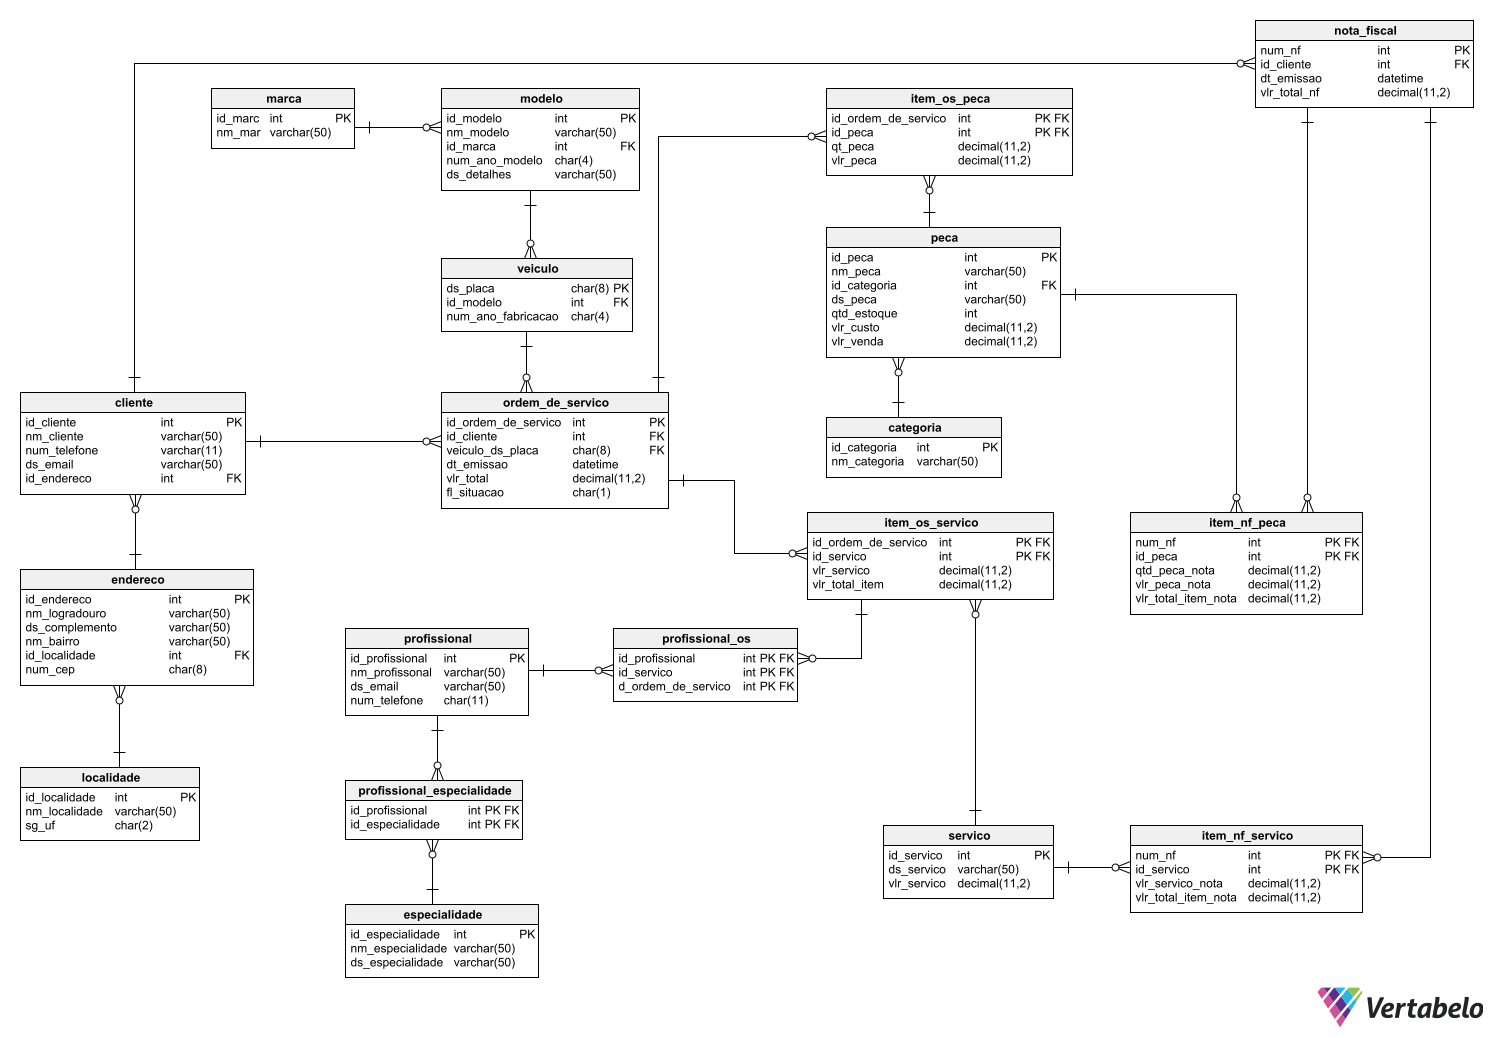 nota_fiscal
num_nf int PK
id_cliente int FK
dt_emissao datetime
vlr_total_nf decimal(11,2)
marca
id_marc int PK
nm_mar varchar(50)
modelo
id_modelo int PK
nm_modelo varchar(50)
id_marca int FK
num_ano_modelo char(4)
ds_detalhes varchar(50)
item_os_peca
id_ordem_de_servico int PK FK
id_peca int PK FK
qt_peca decimal(11,2)
vlr_peca decimal(11,2)
veiculo
ds_placa char(8) PK
id_modelo int FK
num_ano_fabricacao char(4)
peca
id_peca int PK
nm_peca varchar(50)
id_categoria int FK
ds_peca varchar(50)
qtd_estoque int
vlr_custo decimal(11,2)
vlr_venda decimal(11,2)
cliente
id_cliente int PK
nm_cliente varchar(50)
num_telefone varchar(11)
ds_email varchar(50)
id_endereco int FK
ordem_de_servico
id_ordem_de_servico int PK
id_cliente int FK
veiculo_ds_placa char(8) FK
dt_emissao datetime
vlr_total decimal(11,2)
fl_situacao char(1)
categoria
id_categoria int PK
nm_categoria varchar(50)
item_os_servico
id_ordem_de_servico int PK FK
id_servico int PK FK
vlr_servico decimal(11,2)
vlr_total_item decimal(11,2)
item_nf_peca
num_nf int PK FK
id_peca int PK FK
qtd_peca_nota decimal(11,2)
vlr_peca_nota decimal(11,2)
vlr_total_item_nota decimal(11,2)
endereco
id_endereco int PK
nm_logradouro varchar(50)
ds_complemento varchar(50)
nm_bairro varchar(50)
id_localidade int FK
num_cep char(8)
profissional
id_profissional int PK
nm_profissonal varchar(50)
ds_email varchar(50)
num_telefone char(11)
profissional_os
id_profissional int PK FK
id_servico int PK FK
d_ordem_de_servico int PK FK
localidade
id_localidade int PK
nm_localidade varchar(50)
sg_uf char(2)
profissional_especialidade
id_profissional int PK FK
id_especialidade int PK FK
servico
id_servico int PK
ds_servico varchar(50)
vlr_servico decimal(11,2)
item_nf_servico
num_nf int PK FK
id_servico int PK FK
vlr_servico_nota decimal(11,2)
vlr_total_item_nota decimal(11,2)
especialidade
id_especialidade int PK
nm_especialidade varchar(50)
ds_especialidade varchar(50)
Vertabelo